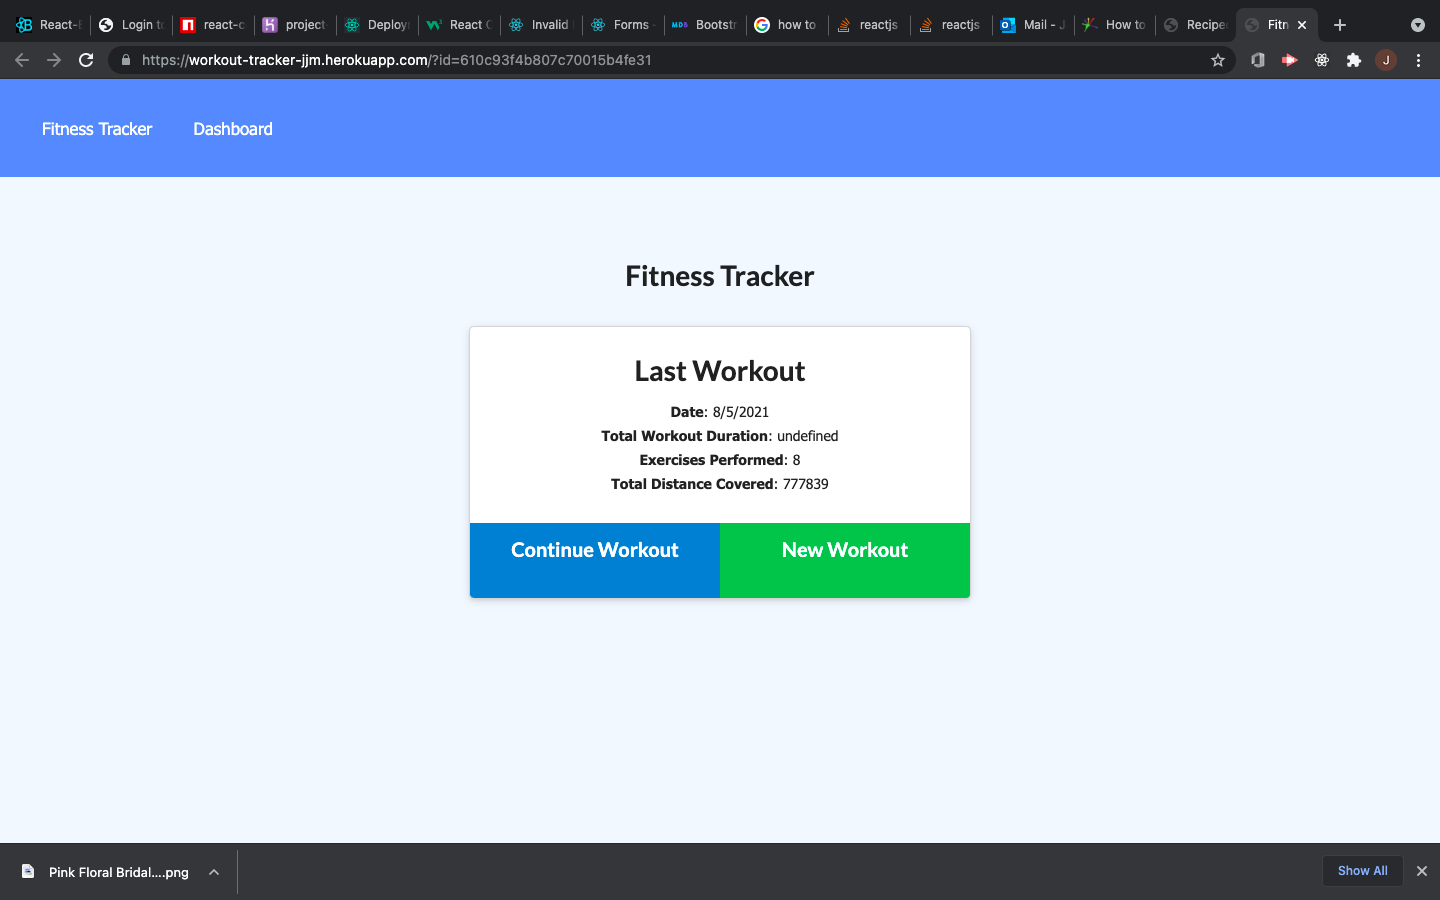 React-B Login to react-c project- Deploy React C Invalid Forms - Bootstr how to reactjs reactjs Mail - J How to Recipe Fitn
https://workout-tracker-jjm.herokuapp.com/?id=610c93f4b807c70015b4fe31 J
Fitness Tracker Dashboard
Fitness Tracker
Last Workout
Date: 8/5/2021
Total Workout Duration: undefined
Exercises Performed: 8
Total Distance Covered: 777839
Continue Workout New Workout
Pink Floral Bridal....png Show All